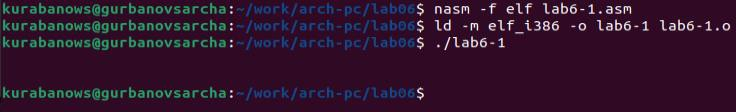 kurabanows@gurbanovsarcha:~/work/arch-pc/lab06$ nasm -f elf lab6-1.asm
kurabanows@gurbanovsarcha:~/work/arch-pc/lab06$ ld -m elf_i386 -o lab6-1 lab6-1.o
kurabanows@gurbanovsarcha:~/work/arch-pc/lab06$ ./lab6-1
kurabanows@gurbanovsarcha:~/work/arch-pc/lab06$